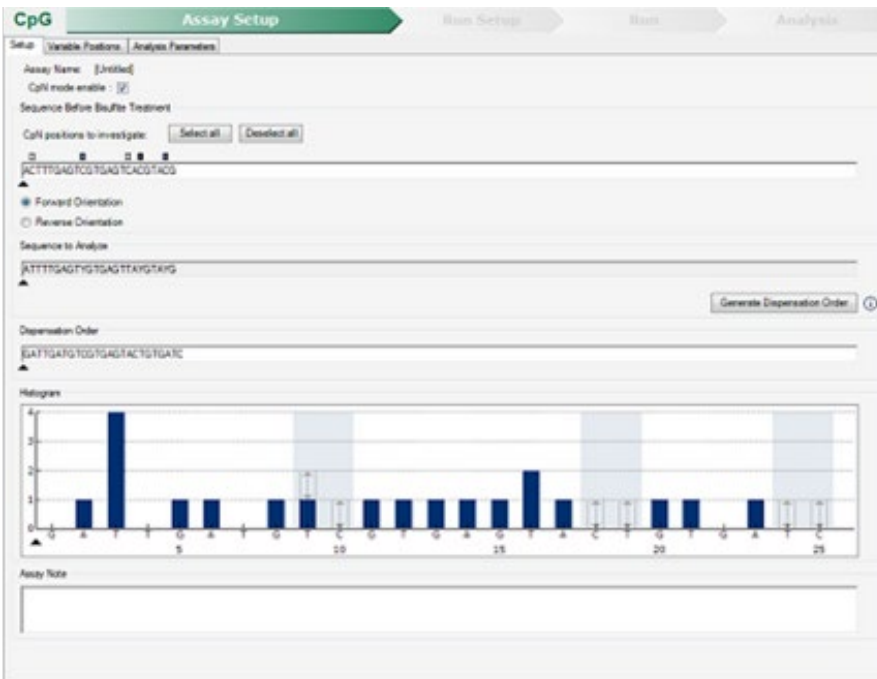 CpG Assay Setup Run Setup Run Analysis
Setup Variable Positions Analysis Parameters
Assay Name: [Untitled]
CpN mode enable :
Sequence Before Bisulfite Treatment
CpN positions to investigate: Select all Deselect all
ACTTTGAGTCGTGAGTCACGTACG
Forward Orientation
Reverse Orientation
Sequence to Analyze
ATTTTGAGTYGTGAGTTAYGTAYG
Generate Dispensation Order
Dispensation Order
GATTGATGTCGTGAGTACTGTGATC
Histogram
4
3
2
1
0
G A T T G A T G T C G T G A G T A C T G T G A T C
5 10 15 20 25
Assay Note